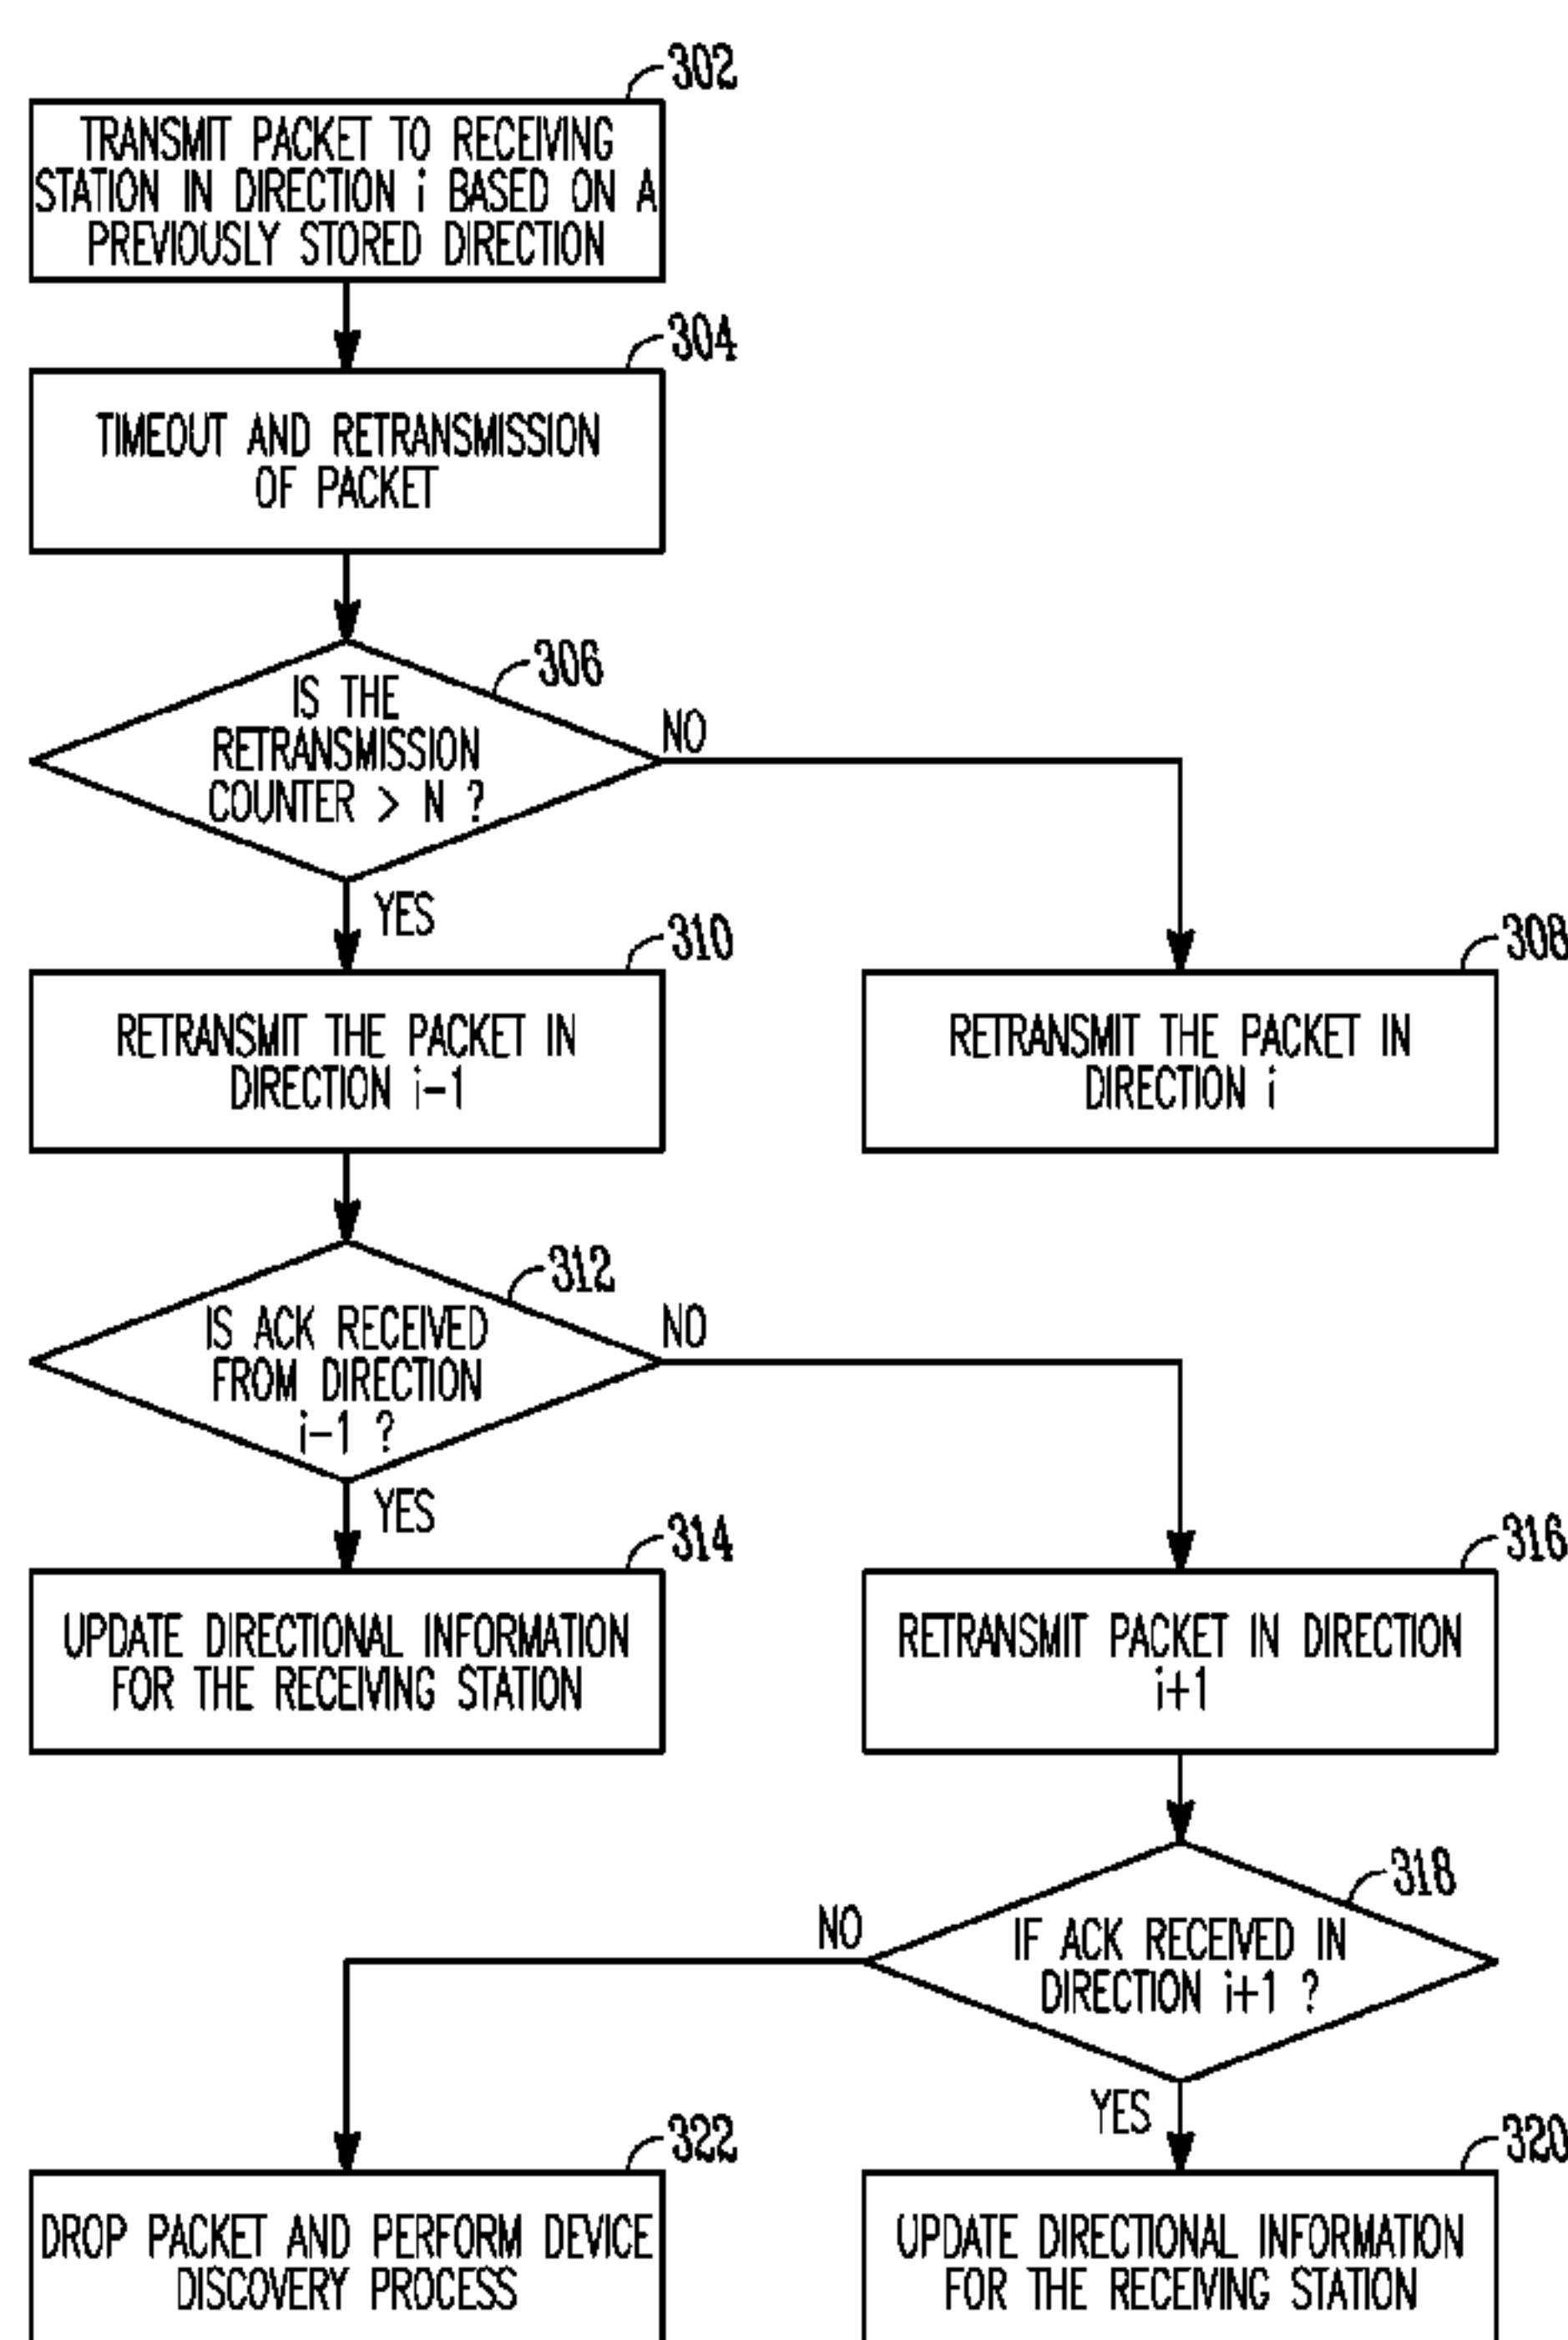 302
TRANSMIT PACKET TO RECEIVING
STATION IN DIRECTION i BASED ON A
PREVIOUSLY STORED DIRECTION
304
TIMEOUT AND RETRANSMISSION
OF PACKET
306
IS THE
RETRANSMISSION
COUNTER > N ?
NO
YES
310
RETRANSMIT THE PACKET IN
DIRECTION i-1
308
RETRANSMIT THE PACKET IN
DIRECTION i
312
IS ACK RECEIVED
FROM DIRECTION
i-1 ?
NO
YES
314
UPDATE DIRECTIONAL INFORMATION
FOR THE RECEIVING STATION
316
RETRANSMIT PACKET IN DIRECTION
i+1
318
IF ACK RECEIVED IN
DIRECTION i+1 ?
NO
YES
322
DROP PACKET AND PERFORM DEVICE
DISCOVERY PROCESS
320
UPDATE DIRECTIONAL INFORMATION
FOR THE RECEIVING STATION